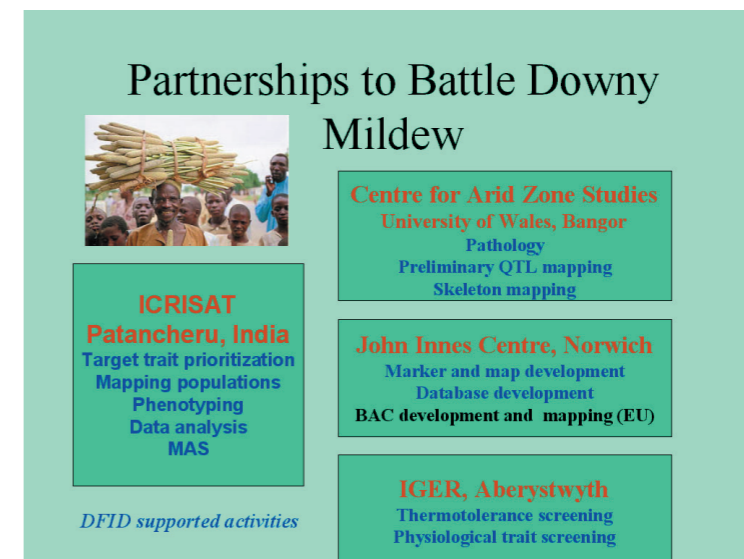 Partnerships to Battle Downy
Mildew
ICRISAT
Patancheru, India
Target trait prioritization
Mapping populations
Phenotyping
Data analysis
MAS
DFID supported activities
Centre for Arid Zone Studies
University of Wales, Bangor
Pathology
Preliminary QTL mapping
Skeleton mapping
John Innes Centre, Norwich
Marker and map development
Database development
BAC development and mapping (EU)
IGER, Aberystwyth
Thermotolerance screening
Physiological trait screening